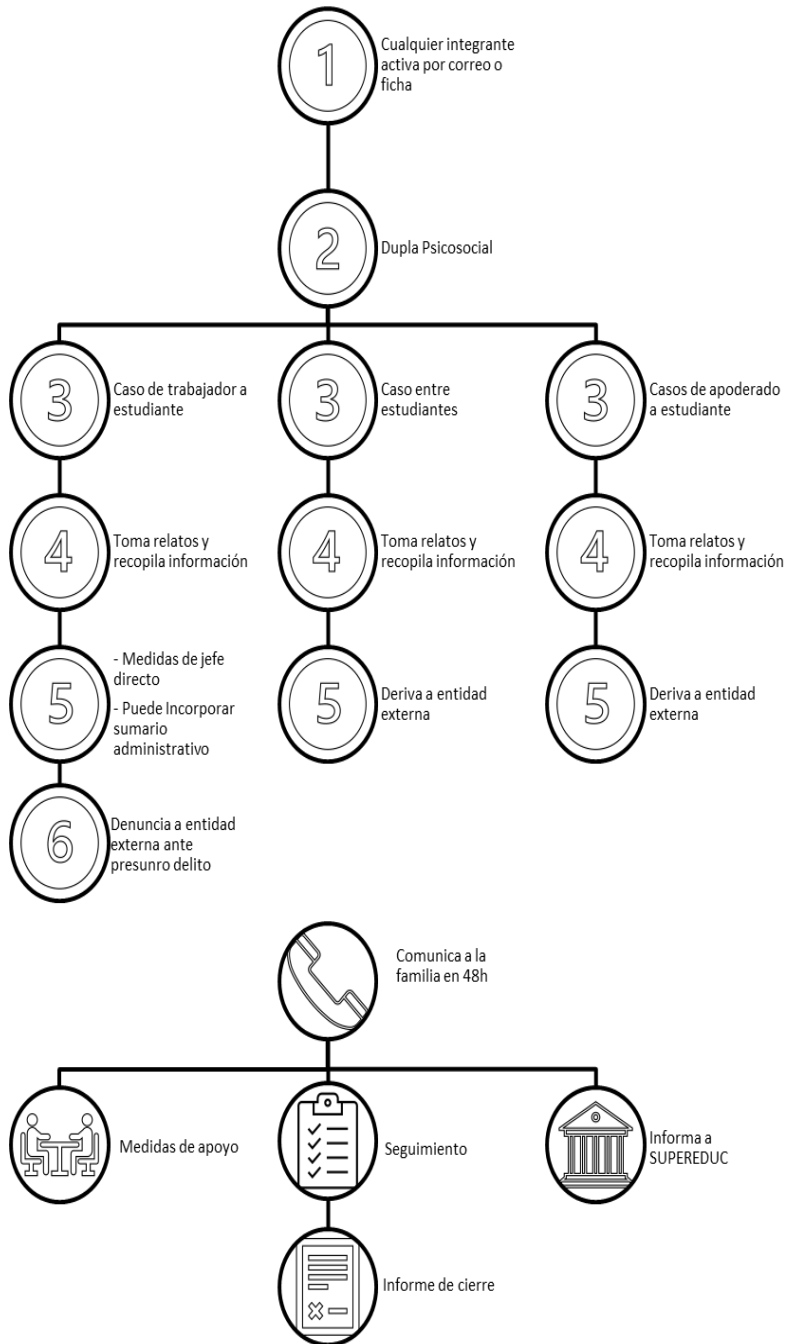 1
Cualquier integrante
activa por correo o
ficha
2
Dupla Psicosocial
3
Caso de trabajador a
estudiante
3
Caso entre
estudiantes
3
Casos de apoderado
a estudiante
4
Toma relatos y
recopila información
4
Toma relatos y
recopila información
4
Toma relatos y
recopila información
5
- Medidas de jefe
directo
- Puede Incorporar
sumario
administrativo
5
Deriva a entidad
externa
5
Deriva a entidad
externa
6
Denuncia a entidad
externa ante
presunro delito
Comunica a la
familia en 48h
Medidas de apoyo
Seguimiento
Informa a
SUPEREDUC
Informe de cierre